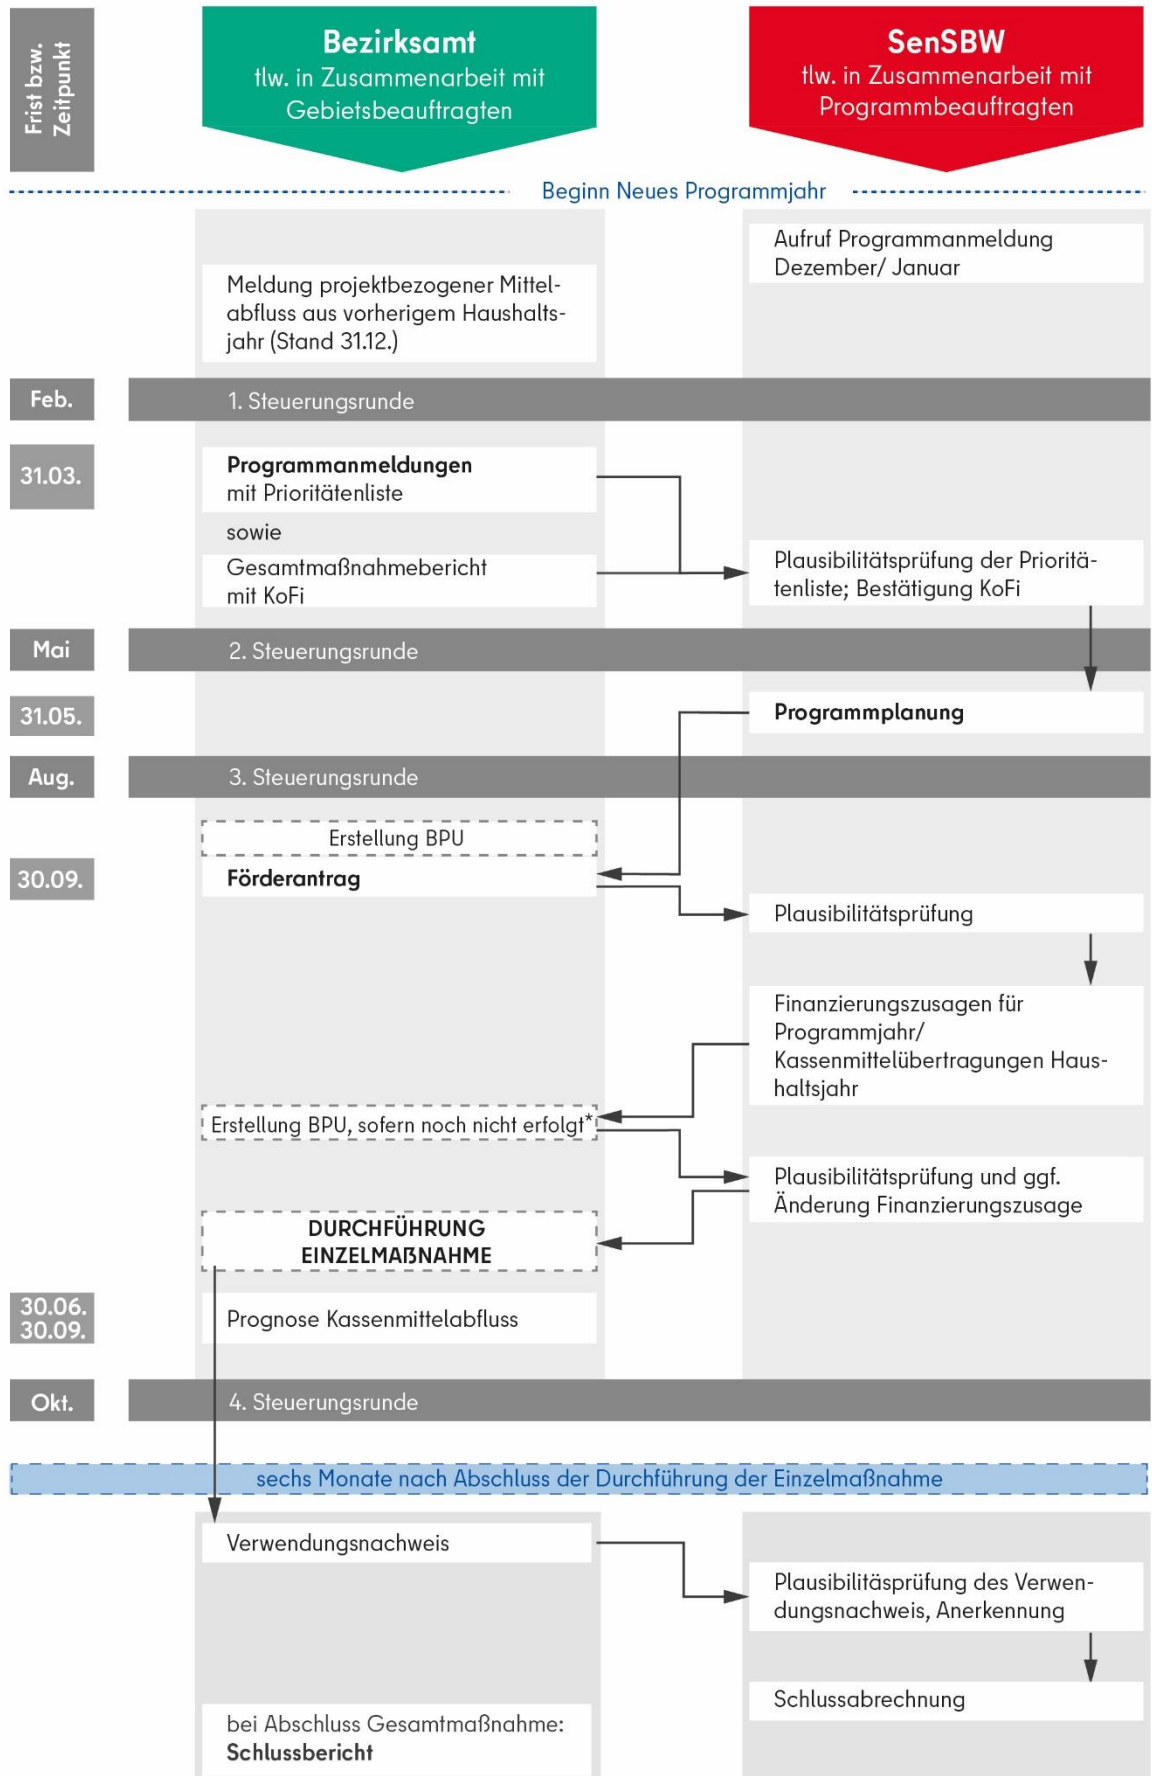 Frist bzw.
Zeitpunkt
Bezirksamt
tlw. in Zusammenarbeit mit
Gebietsbeauftragten
SenSBW
tlw. in Zusammenarbeit mit
Programmbeauftragten
Beginn Neues Programmjahr
Aufruf Programmanmeldung
Dezember/ Januar
Meldung projektbezogener Mittel-
abfluss aus vorherigem Haushalts-
jahr (Stand 31.12.)
Feb.
1. Steuerungsrunde
31.03.
Programmanmeldungen
mit Prioritätenliste
sowie
Gesamtmaßnahmebericht
mit KoFi
Plausibilitätsprüfung der Prioritä-
tenliste; Bestätigung KoFi
Mai
2. Steuerungsrunde
31.05.
Programmplanung
Aug.
3. Steuerungsrunde
Erstellung BPU
30.09.
Förderantrag
Plausibilitätsprüfung
Finanzierungszusagen für
Programmjahr/
Kassenmittelübertragungen Haus-
haltsjahr
Erstellung BPU, sofern noch nicht erfolgt*
Plausibilitätsprüfung und ggf.
Änderung Finanzierungszusage
DURCHFÜHRUNG
EINZELMAßNAHME
30.06.
30.09.
Prognose Kassenmittelabfluss
Okt.
4. Steuerungsrunde
sechs Monate nach Abschluss der Durchführung der Einzelmaßnahme
Verwendungsnachweis
Plausibilitäsprüfung des Verwen-
dungsnachweis, Anerkennung
Schlussabrechnung
bei Abschluss Gesamtmaßnahme:
Schlussbericht